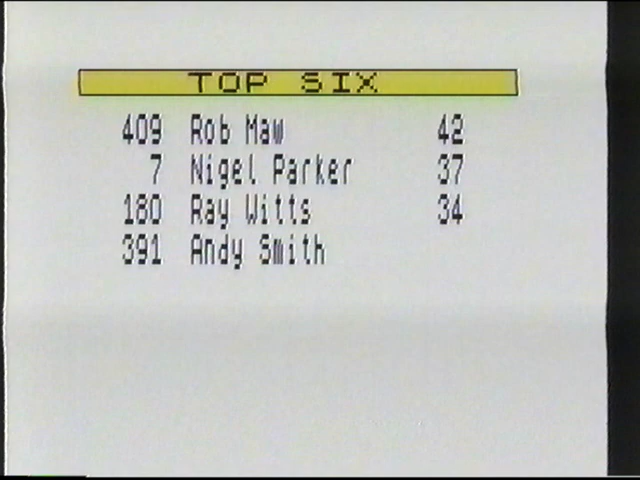 TOP SIX
409 Rob Maw 42
7 Nigel Parker 37
180 Ray Witts 34
391 Andy Smith